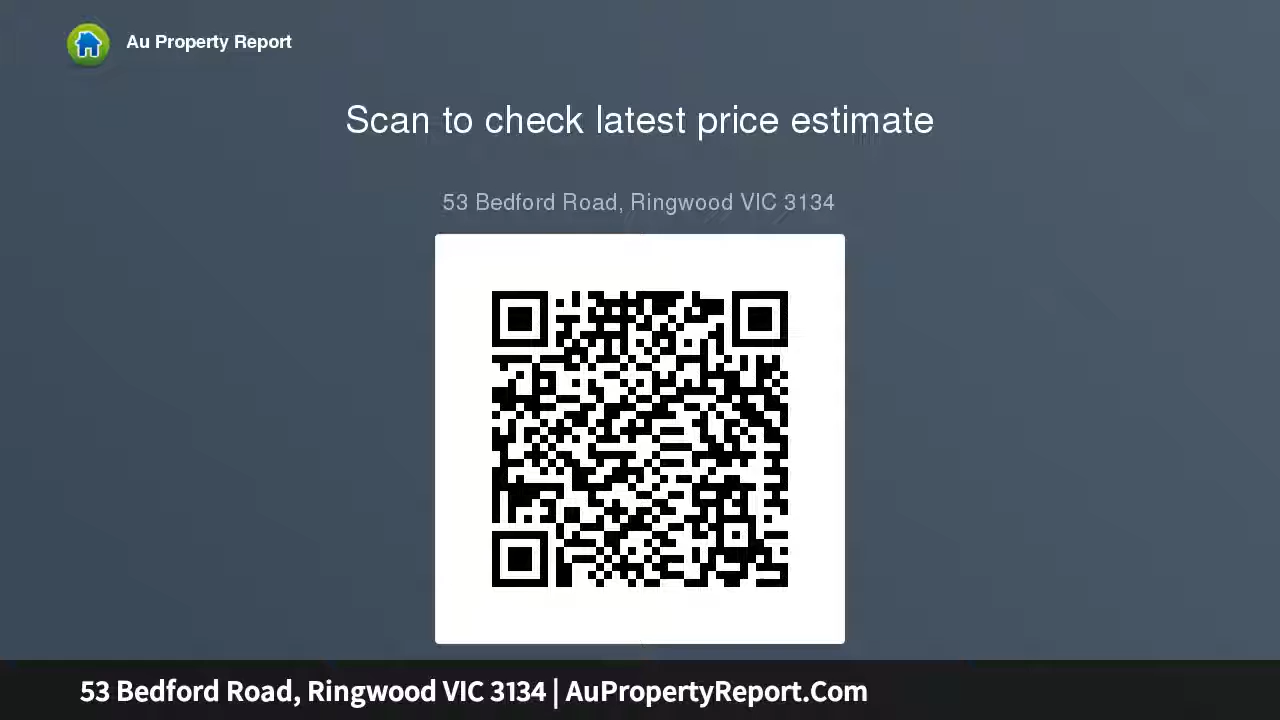 Au Property Report
Scan to check latest price estimate
53 Bedford Road, Ringwood VIC 3134
53 Bedford Road, Ringwood VIC 3134 | AuPropertyReport.Com